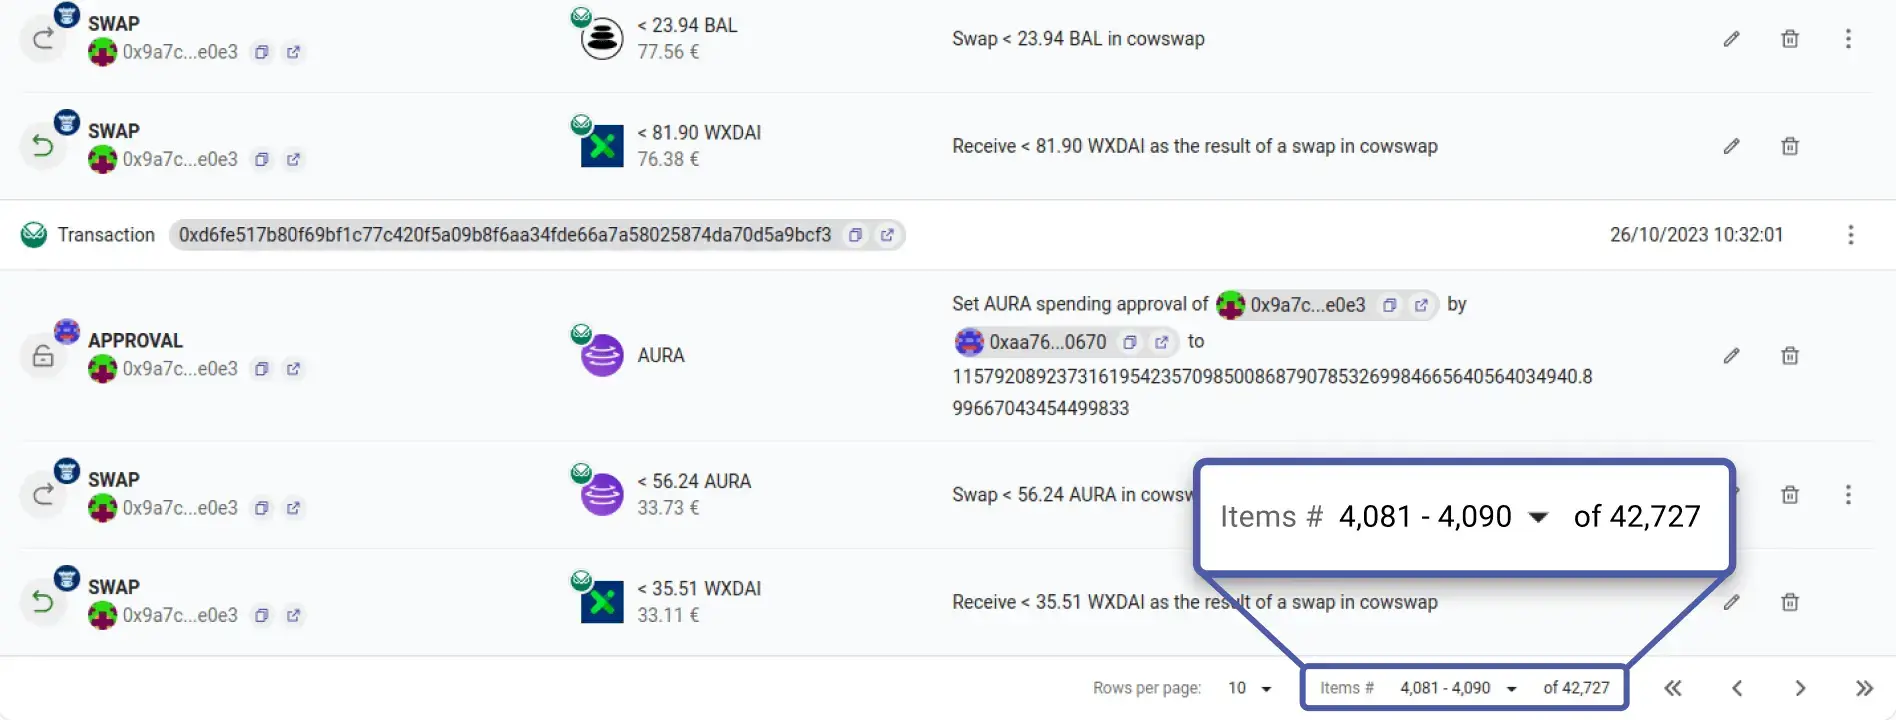 SWAP
0x9a7c...e0e3
< 23.94 BAL
77.56 €
Swap < 23.94 BAL in cowswap
SWAP
0x9a7c...e0e3
< 81.90 WXDAI
76.38 €
Receive < 81.90 WXDAI as the result of a swap in cowswap
Transaction 0xd6fe517b80f69bf1c77c420f5a09b8f6aa34fde66a7a58025874da70d5a9bcf3 26/10/2023 10:32:01
APPROVAL
0x9a7c...e0e3
AURA
Set AURA spending approval of 0x9a7c...e0e3 by
0xaa76...0670 to
115792089237316195423570985008687907853269984665640564034940.8
99667043454499833
SWAP
0x9a7c...e0e3
< 56.24 AURA
33.73 €
Swap < 56.24 AURA in cowsw
Items # 4,081 - 4,090 of 42,727
SWAP
0x9a7c...e0e3
< 35.51 WXDAI
33.11 €
Receive < 35.51 WXDAI as the result of a swap in cowswap
Rows per page: 10 Items # 4,081 - 4,090 of 42,727